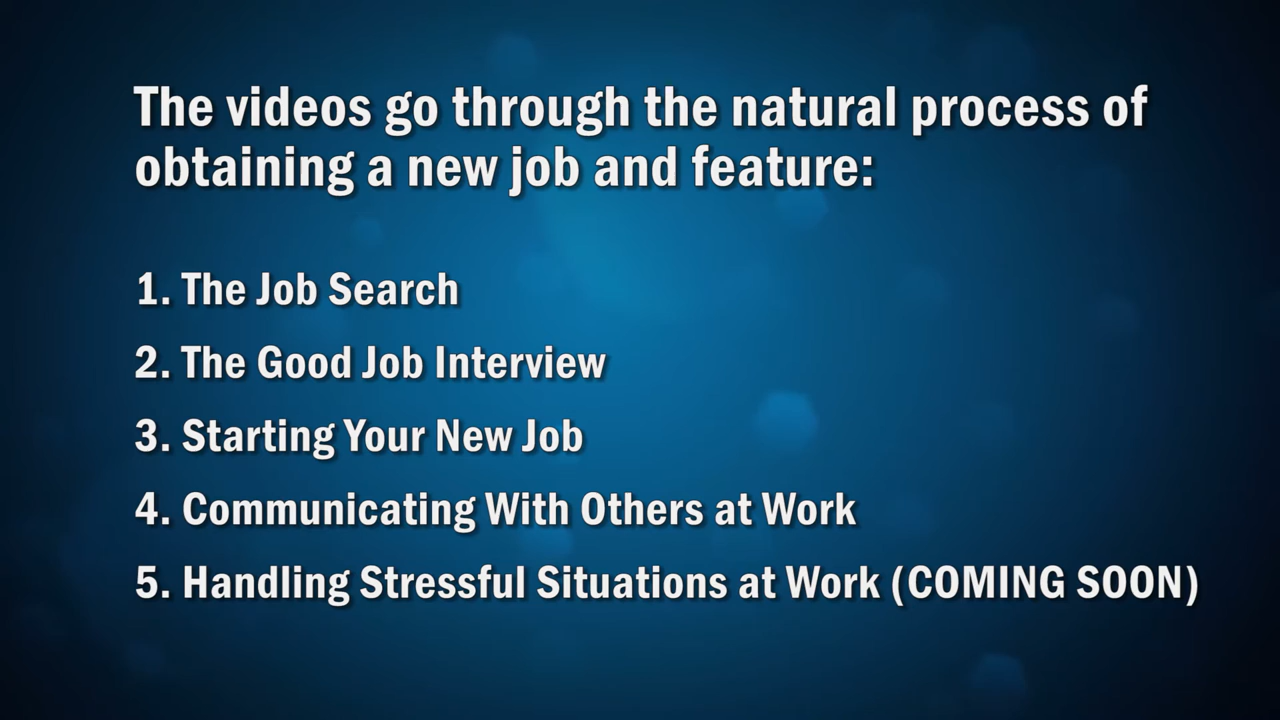 The videos go through the natural process of
obtaining a new job and feature:
1. The Job Search
2. The Good Job Interview
3. Starting Your New Job
4. Communicating With Others at Work
5. Handling Stressful Situations at Work (COMING SOON)